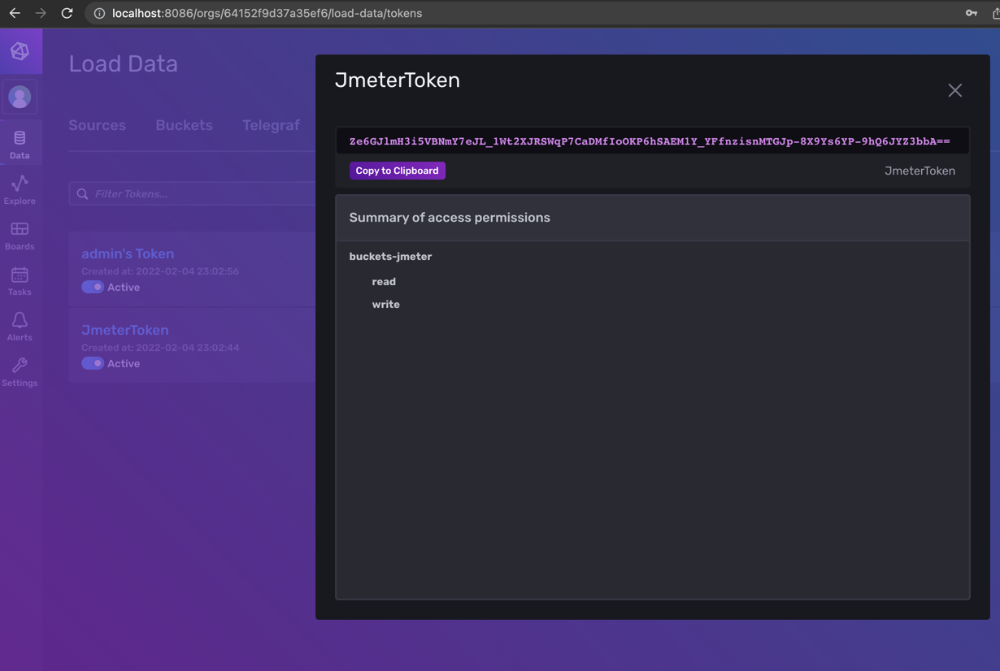 localhost:8086/orgs/64152f9d37a35ef6/load-data/tokens
Load Data
Sources Buckets Telegraf
Filter Tokens...
admin's Token
Created at: 2022-02-04 23:02:56
Active
JmeterToken
Created at: 2022-02-04 23:02:44
Active
Data
Explore
Boards
Tasks
Alerts
Settings
JmeterToken
Ze6GJlmH3i5VBNmY7eJL_lWt2XJRSWqP7CaDMfIoOKP6hSAEMlY_YFfnzisnMTGJp-8X9Ys6YP-9hQ6JYZ3bbA==
Copy to Clipboard
JmeterToken
Summary of access permissions
buckets-jmeter
read
write